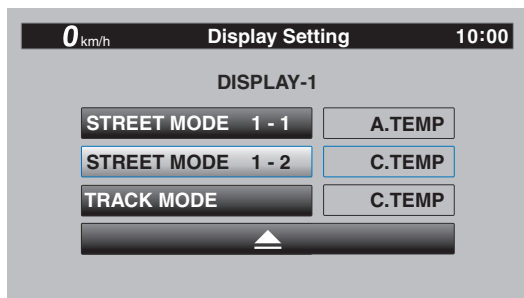 0 km/h Display Setting 10:00
DISPLAY-1
STREET MODE 1 - 1 A.TEMP
STREET MODE 1 - 2 C.TEMP
TRACK MODE C.TEMP